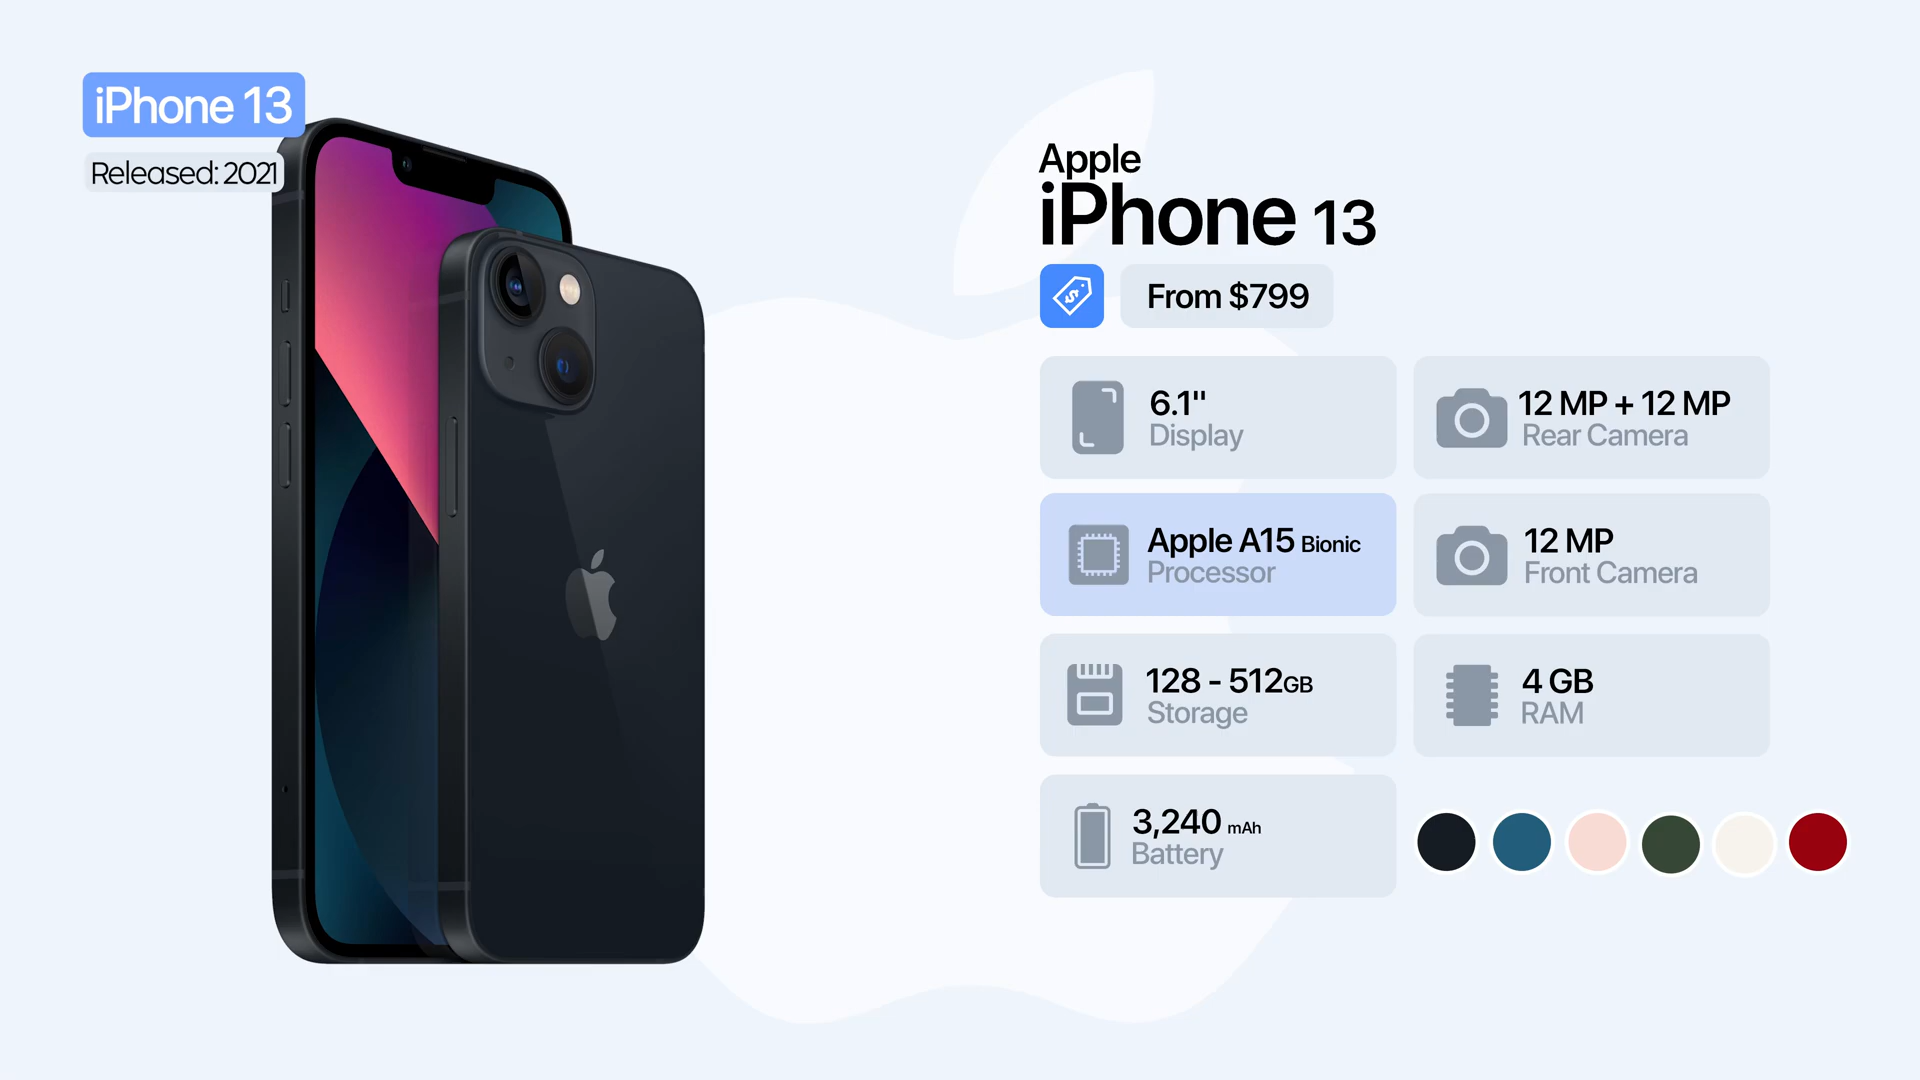 iPhone 13
Released: 2021
Apple
iPhone 13
From $799
6.1"
Display
12 MP + 12 MP
Rear Camera
Apple A15 Bionic
Processor
12 MP
Front Camera
128 - 512GB
Storage
4 GB
RAM
3,240 mAh
Battery